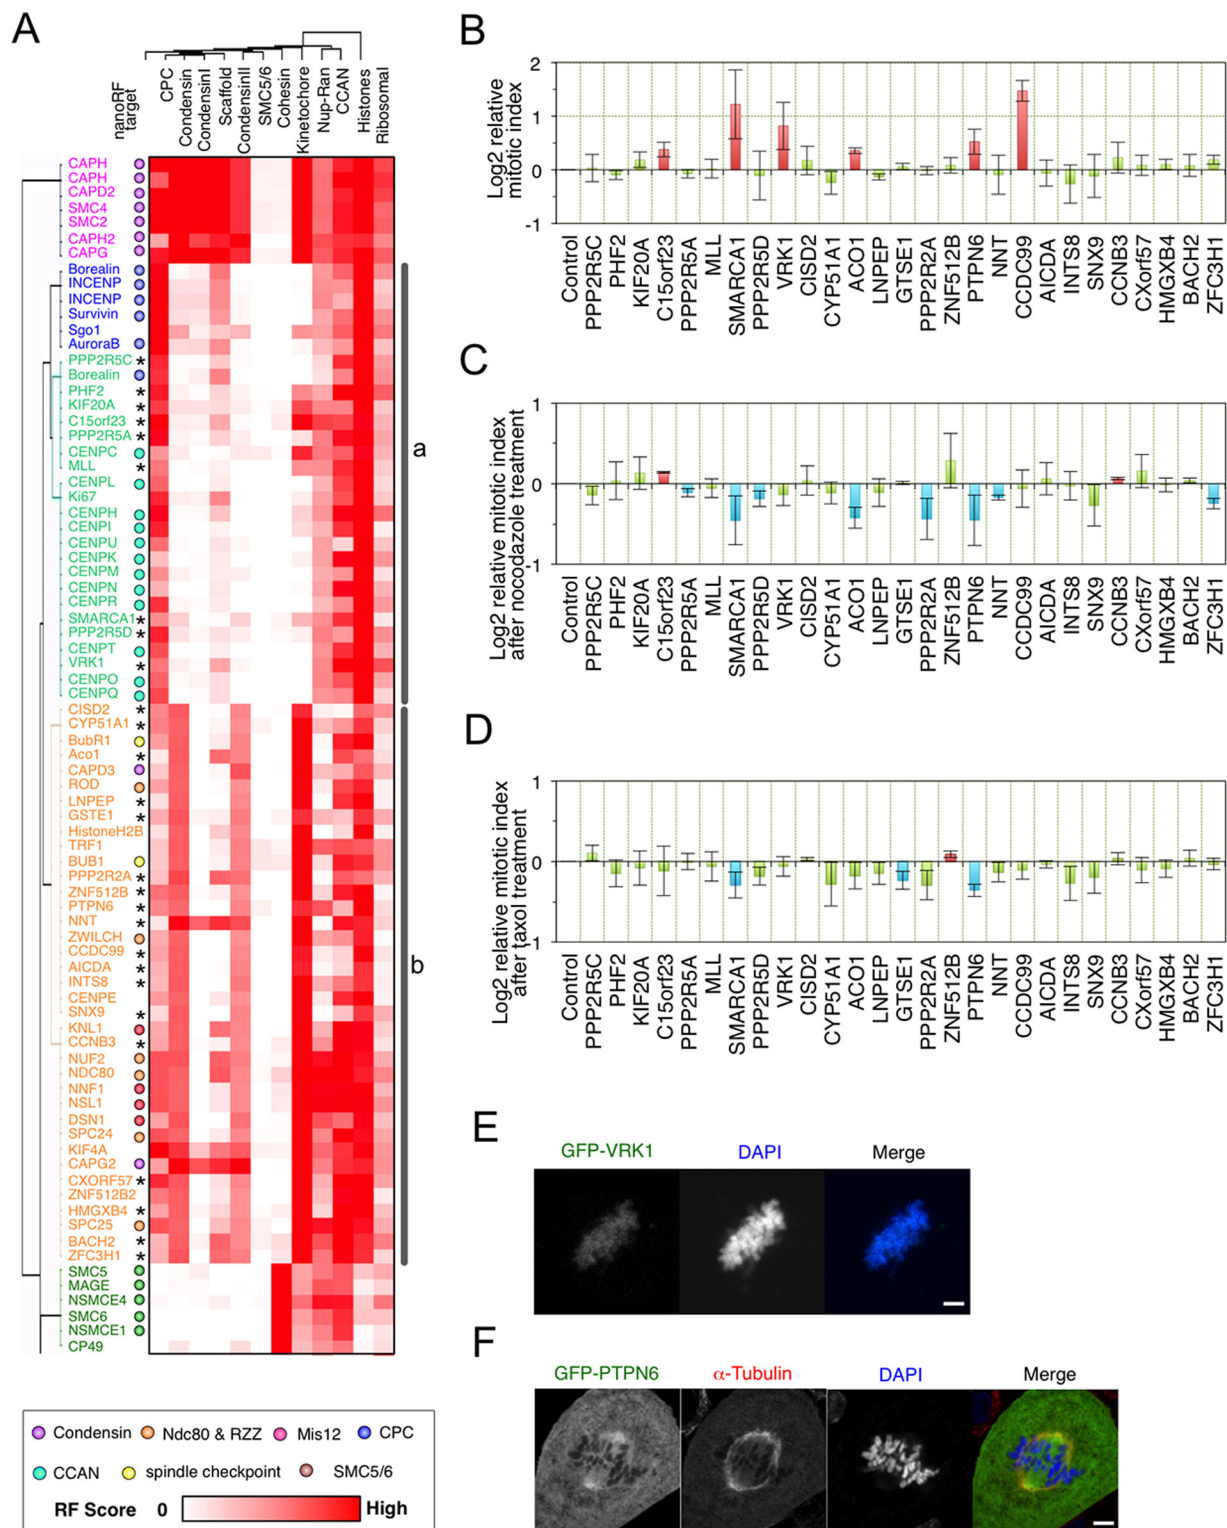 A
nanoRF target
CPC
Condensin
CondensinI
Scaffold
CondensinII
SMC5/6
Cohesin
Kinetochore
Nup-Ran
CCAN
Histones
Ribosomal
CAPH
CAPH
CAPD2
SMC4
SMC2
CAPH2
CAPG
Borealin
INCENP
INCENP
Survivin
Sgo1
AuroraB
PPP2R5C *
Borealin
PHF2 *
KIF20A *
C15orf23 *
PPP2R5A *
CENPC
MLL *
CENPL
Ki67
CENPH
CENPI
CENPU
CENPK
CENPM
CENPN
CENPR
SMARCA1 *
PPP2R5D *
CENPT
VRK1 *
CENPO
CENPQ
CISD2 *
CYP51A1 *
BubR1
Aco1 *
CAPD3
ROD
LNPEP *
GSTE1 *
HistoneH2B
TRF1
BUB1
PPP2R2A *
ZNF512B *
PTPN6 *
NNT *
ZWILCH
CCDC99 *
AICDA *
INTS8 *
CENPE
SNX9 *
KNL1
CCNB3 *
NUF2
NDC80
NNF1
NSL1
DSN1
SPC24
KIF4A
CAPG2
CXORF57 *
ZNF512B2
HMGXB4 *
SPC25
BACH2 *
ZFC3H1 *
SMC5
MAGE
NSMCE4
SMC6
NSMCE1
CP49
a
b
Condensin Ndc80 & RZZ Mis12 CPC
CCAN spindle checkpoint SMC5/6
RF Score 0 High
B
Log2 relative
mitotic index
2
1
0
-1
Control
PPP2R5C
PHF2
KIF20A
C15orf23
PPP2R5A
MLL
SMARCA1
PPP2R5D
VRK1
CISD2
CYP51A1
ACO1
LNPEP
GTSE1
PPP2R2A
ZNF512B
PTPN6
NNT
CCDC99
AICDA
INTS8
SNX9
CCNB3
CXorf57
HMGXB4
BACH2
ZFC3H1
C
Log2 relative mitotic index
after nocodazole treatment
1
0
-1
Control
PPP2R5C
PHF2
KIF20A
C15orf23
PPP2R5A
MLL
SMARCA1
PPP2R5D
VRK1
CISD2
CYP51A1
ACO1
LNPEP
GTSE1
PPP2R2A
ZNF512B
PTPN6
NNT
CCDC99
AICDA
INTS8
SNX9
CCNB3
CXorf57
HMGXB4
BACH2
ZFC3H1
D
Log2 relative mitotic index
after taxol treatment
1
0
-1
Control
PPP2R5C
PHF2
KIF20A
C15orf23
PPP2R5A
MLL
SMARCA1
PPP2R5D
VRK1
CISD2
CYP51A1
ACO1
LNPEP
GTSE1
PPP2R2A
ZNF512B
PTPN6
NNT
CCDC99
AICDA
INTS8
SNX9
CCNB3
CXorf57
HMGXB4
BACH2
ZFC3H1
E
GFP-VRK1 DAPI Merge
F
GFP-PTPN6 α-Tubulin DAPI Merge